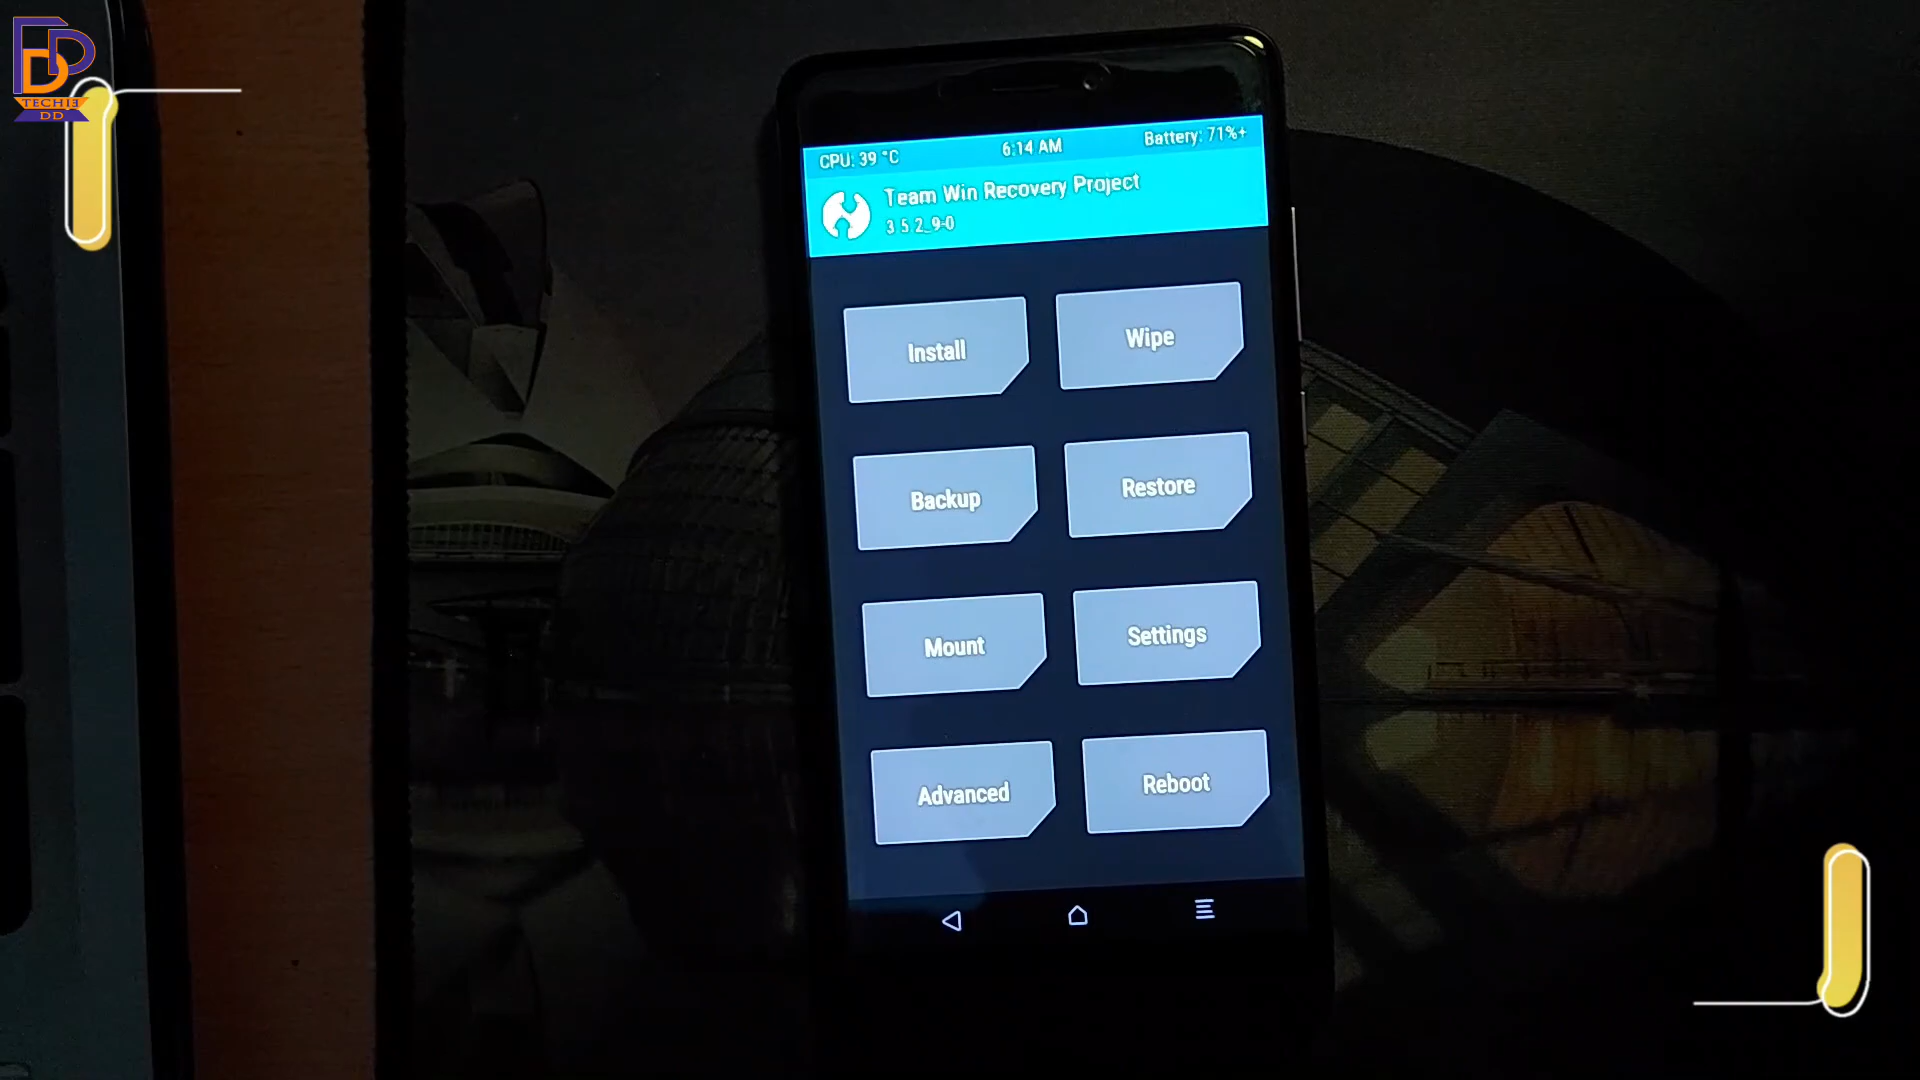 TECHIE
DD
CPU: 39 °C
6:14 AM
Battery: 71%+
Team Win Recovery Project
3.5.2_9-0
Install
Wipe
Backup
Restore
Mount
Settings
Advanced
Reboot